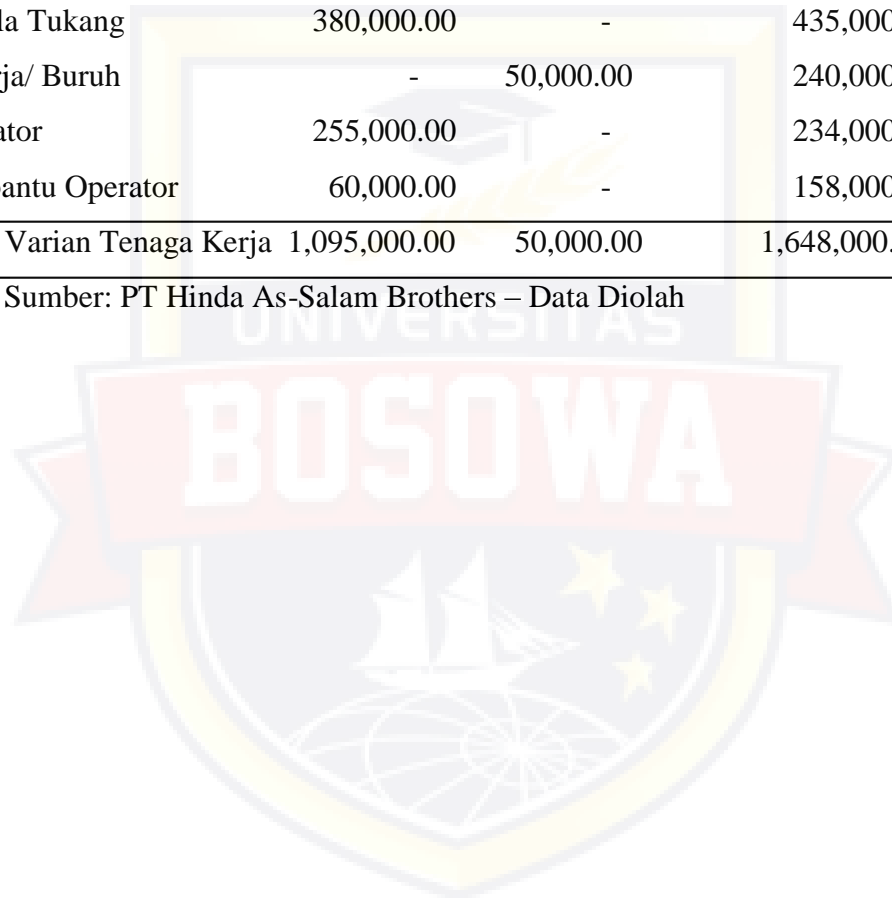 la Tukang 380,000.00 - 435,000
ja/ Buruh - 50,000.00 240,000
ator 255,000.00 - 234,000
antu Operator 60,000.00 - 158,000
Varian Tenaga Kerja 1,095,000.00 50,000.00 1,648,000.
Sumber: PT Hinda As-Salam Brothers – Data Diolah
UNIVERSITAS
BOSOWA